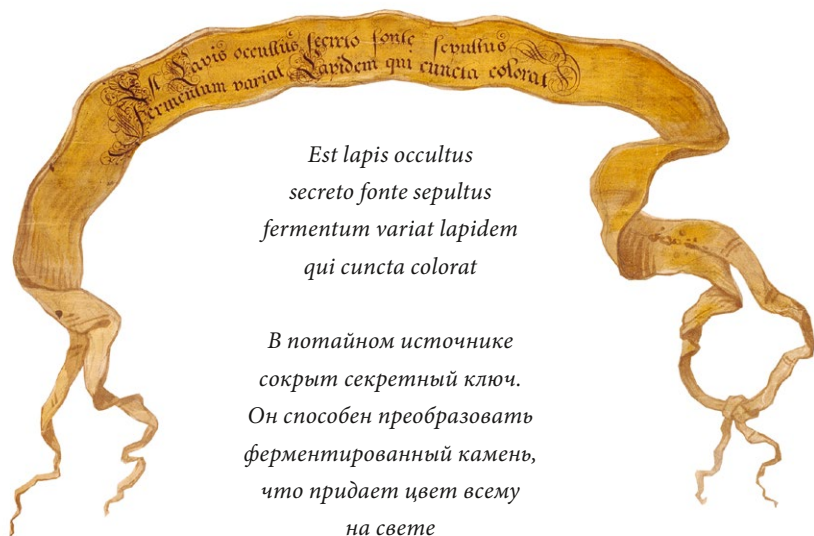 Est Lapis occultus secreto fonte sepultus
Fermentum variat Lapidem qui cuncta colorat
Est lapis occultus
secreto fonte sepultus
fermentum variat lapidem
qui cuncta colorat
В потайном источнике
сокрыт секретный ключ.
Он способен преобразовать
ферментированный камень,
что придает цвет всему
на свете